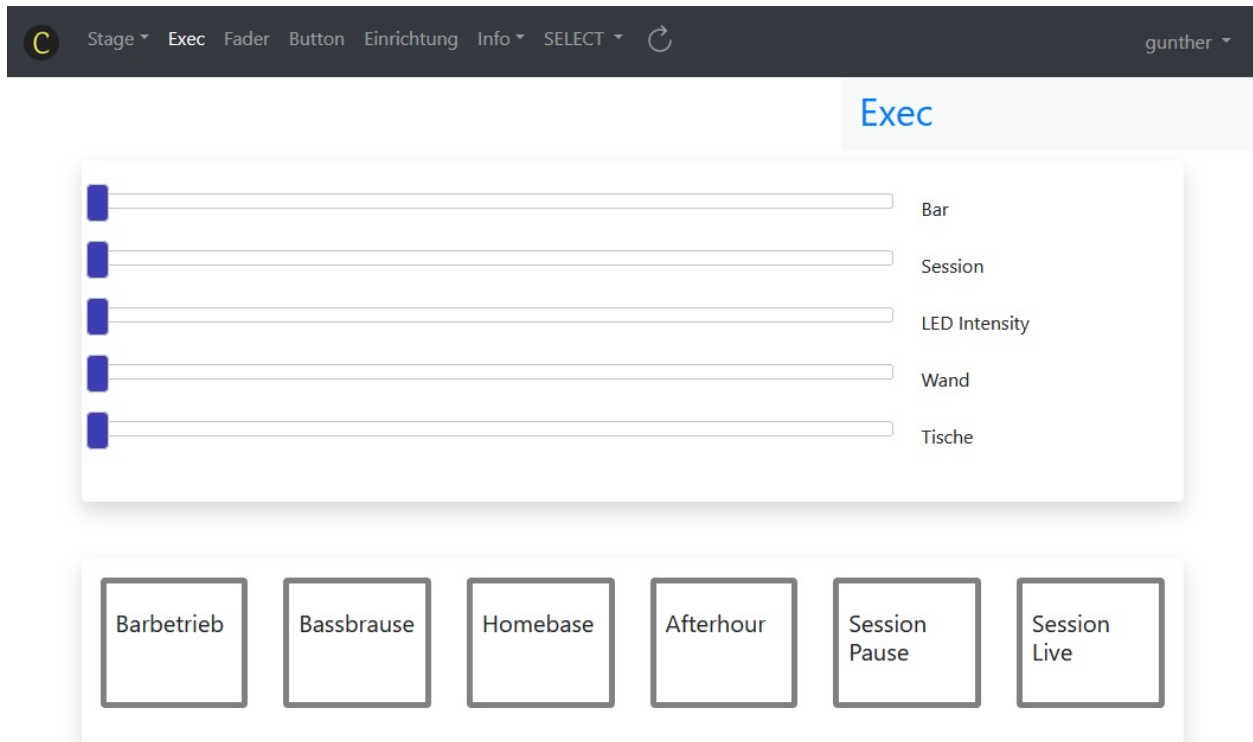 C Stage Exec Fader Button Einrichtung Info SELECT gunther
Exec
Bar
Session
LED Intensity
Wand
Tische
Barbetrieb Bassbrause Homebase Afterhour Session Pause Session Live